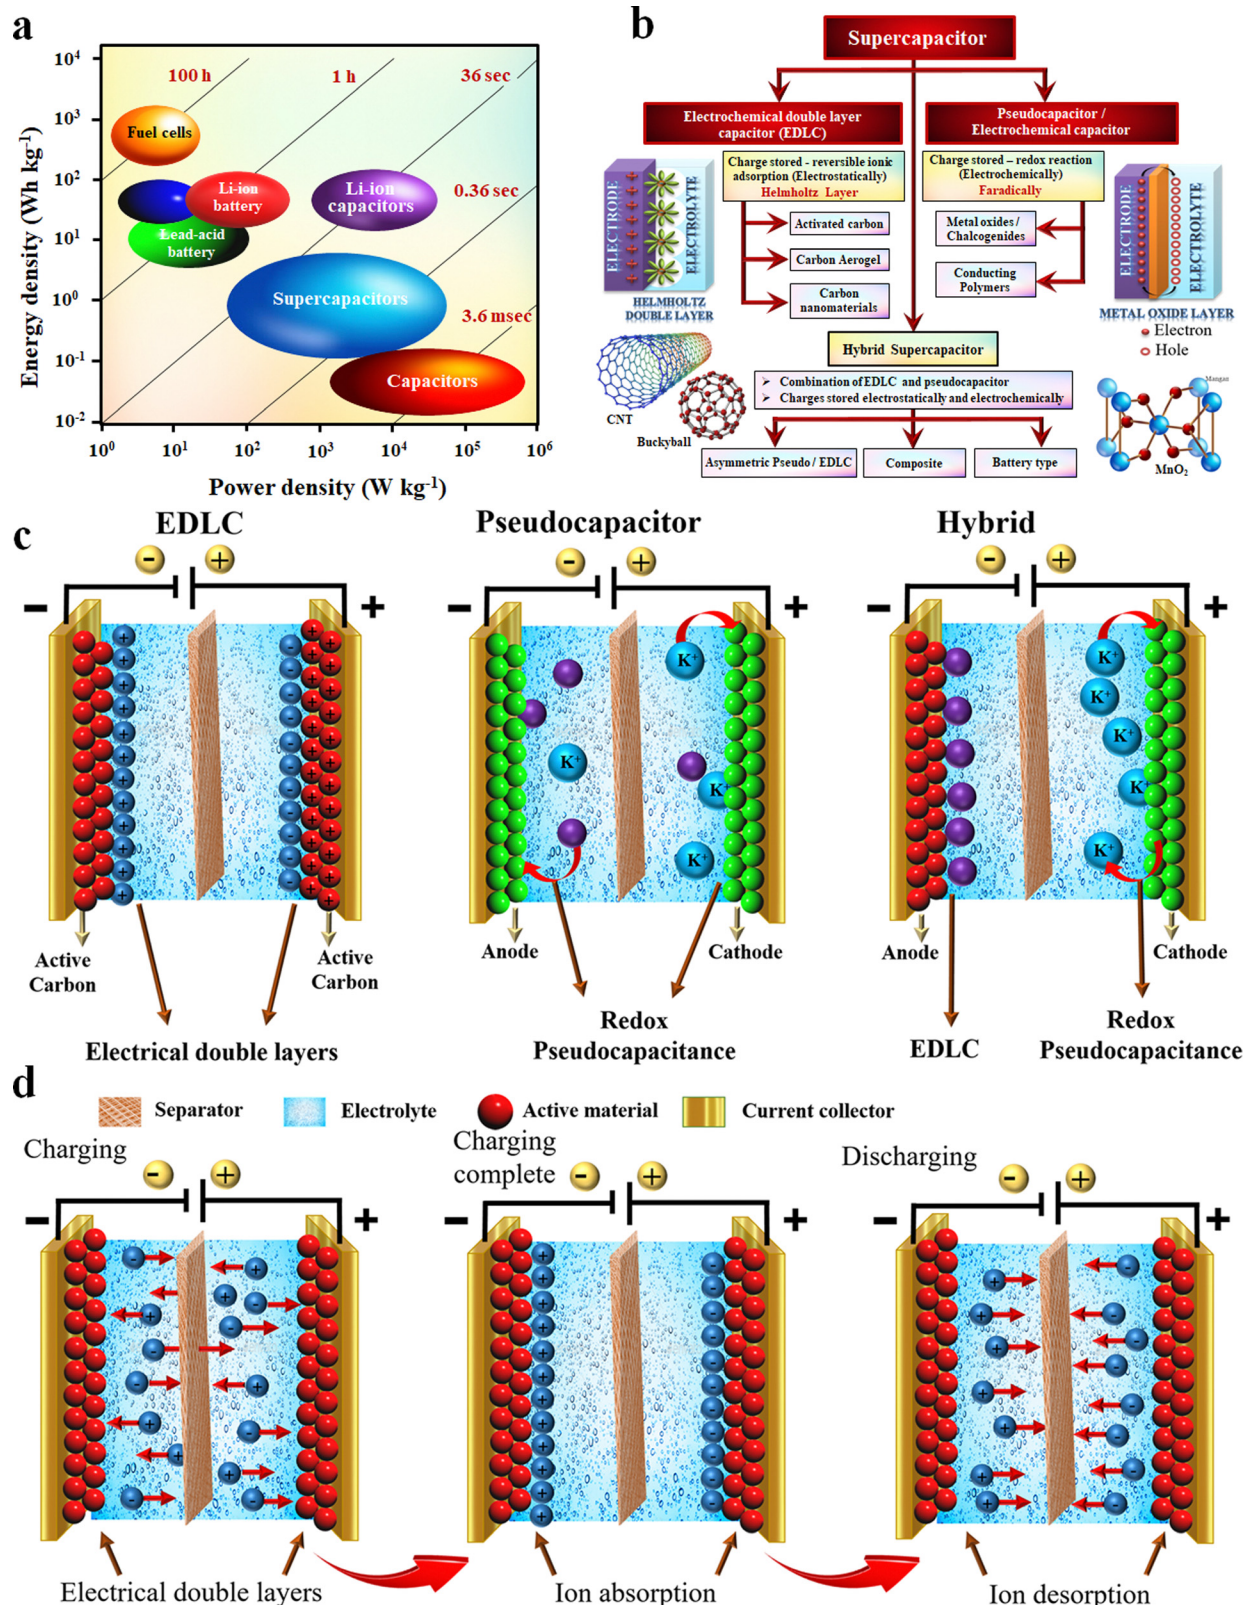 a
10⁴
10³
10²
10¹
10⁰
10⁻¹
10⁻²
Energy density (Wh kg⁻¹)
100 h
1 h
36 sec
0.36 sec
3.6 msec
Fuel cells
Li-ion
battery
Li-ion
capacitors
Lead-acid
battery
Supercapacitors
Capacitors
10⁰
10¹
10²
10³
10⁴
10⁵
10⁶
Power density (W kg⁻¹)
b
Supercapacitor
Electrochemical double layer
capacitor (EDLC)
Pseudocapacitor /
Electrochemical capacitor
Charge stored - reversible ionic
adsorption (Electrostatically)
Helmholtz Layer
Charge stored – redox reaction
(Electrochemically)
Faradically
Activated carbon
Carbon Aerogel
Carbon
nanomaterials
Metal oxides /
Chalcogenides
Conducting
Polymers
ELECTRODE
ELECTROLYTE
HELMHOLTZ
DOUBLE LAYER
ELECTRODE
ELECTROLYTE
METAL OXIDE LAYER
Electron
Hole
CNT
Buckyball
Hybrid Supercapacitor
➢ Combination of EDLC and pseudocapacitor
➢ Charges stored electrostatically and electrochemically
Asymmetric Pseudo / EDLC
Composite
Battery type
MnO₂
c
EDLC
Pseudocapacitor
Hybrid
- +
- +
- +
- +
- +
- +
K⁺
K⁺
K⁺
K⁺
K⁺
K⁺
K⁺
K⁺
K⁺
Active
Carbon
Active
Carbon
Electrical double layers
Anode
Cathode
Redox
Pseudocapacitance
Anode
Cathode
EDLC
Redox
Pseudocapacitance
d
Separator
Electrolyte
Active material
Current collector
Charging
Charging
complete
Discharging
- +
- +
- +
- +
- +
- +
Electrical double layers
Ion absorption
Ion desorption